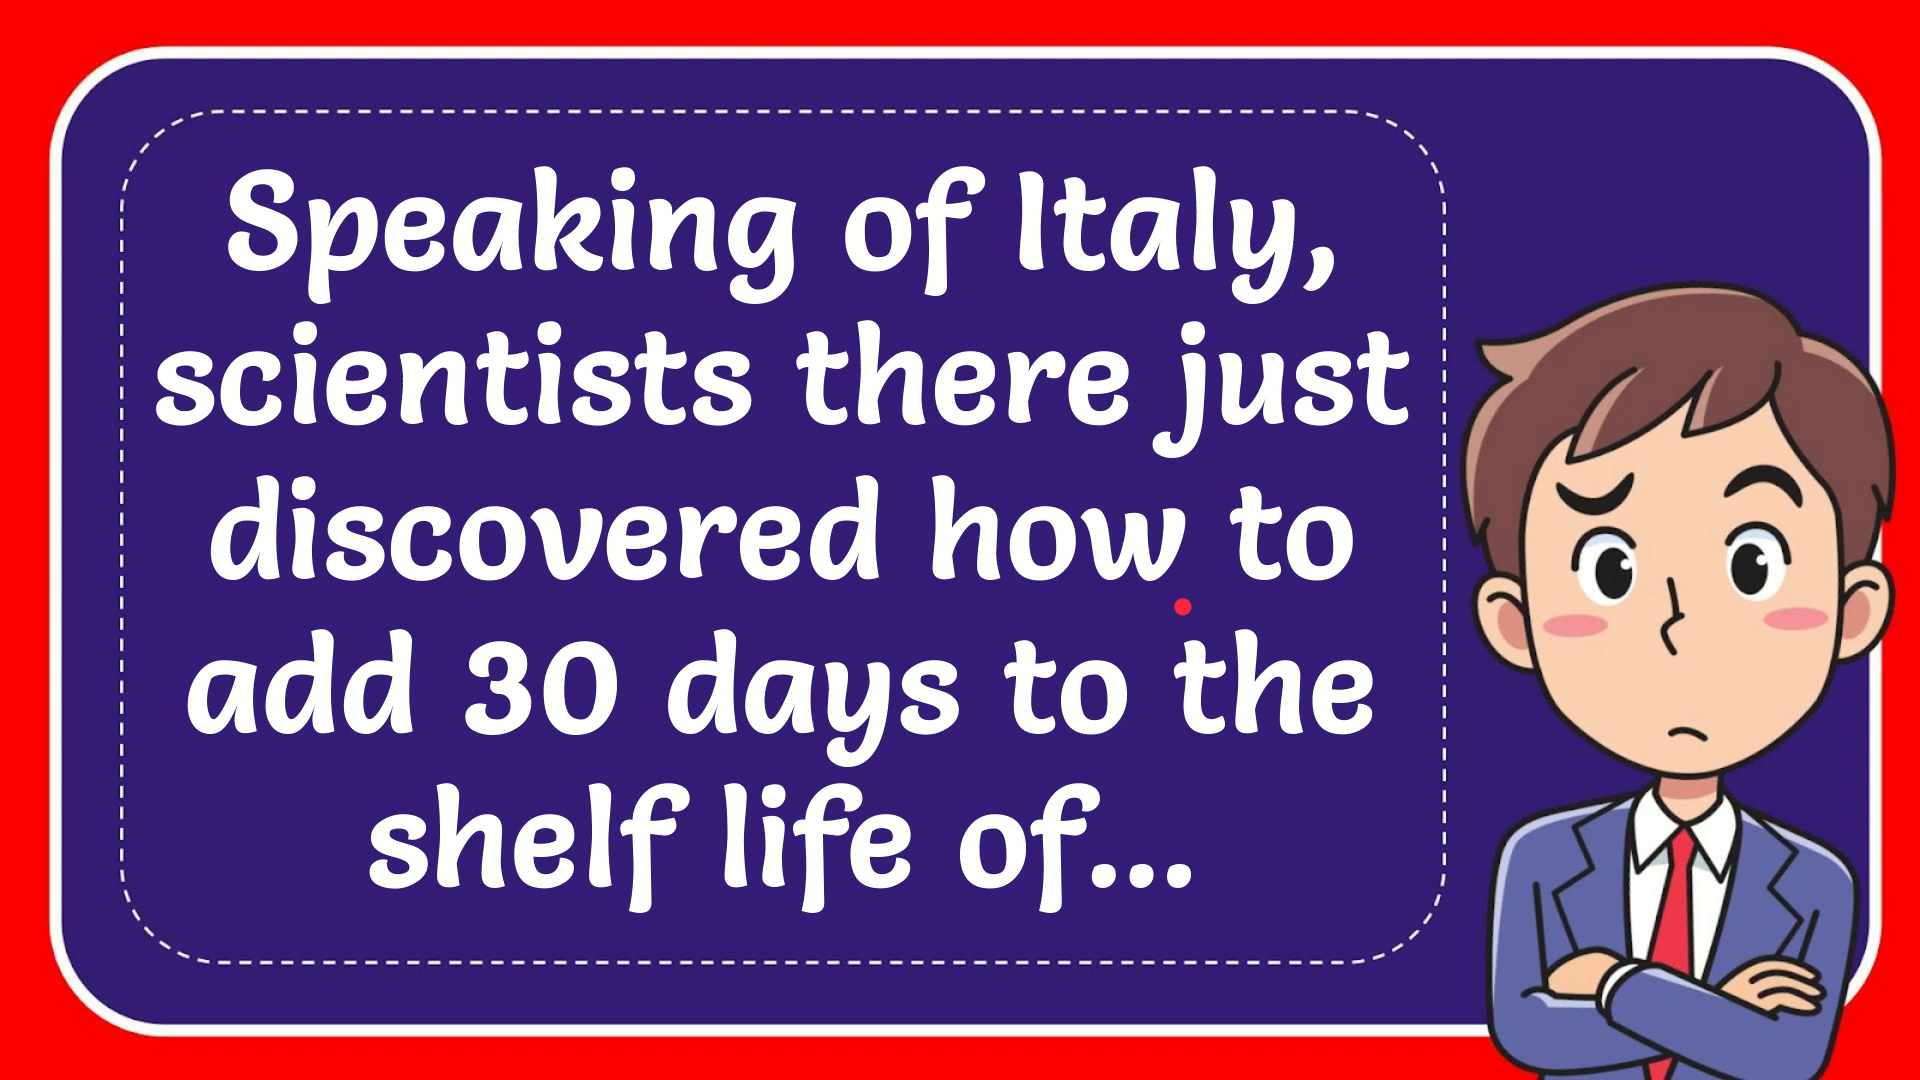 Speaking of Italy,
scientists there just
discovered how to
add 30 days to the
shelf life of...